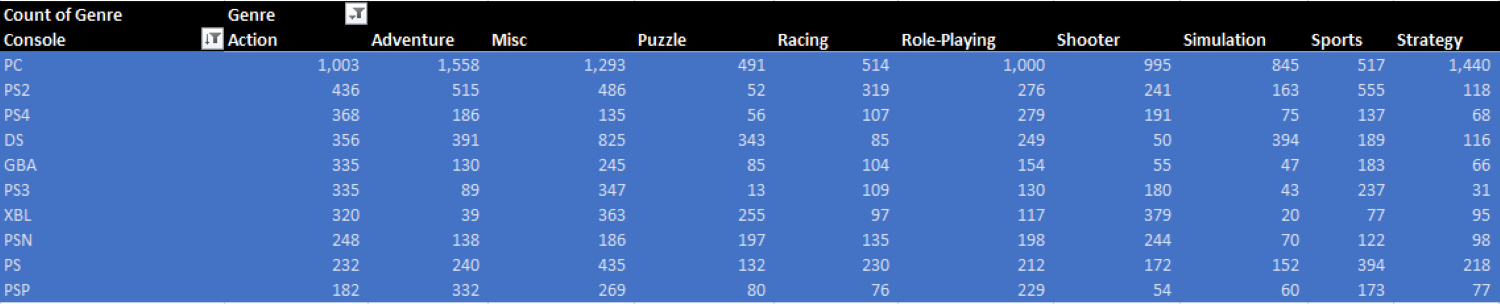 Count of Genre Genre
Console Action Adventure Misc Puzzle Racing Role-Playing Shooter Simulation Sports Strategy
PC 1,003 1,558 1,293 491 514 1,000 995 845 517 1,440
PS2 436 515 486 52 319 276 241 163 555 118
PS4 368 186 135 56 107 279 191 75 137 68
DS 356 391 825 343 85 249 50 394 189 116
GBA 335 130 245 85 104 154 55 47 183 66
PS3 335 89 347 13 109 130 180 43 237 31
XBL 320 39 363 255 97 117 379 20 77 95
PSN 248 138 186 197 135 198 244 70 122 98
PS 232 240 435 132 230 212 172 152 394 218
PSP 182 332 269 80 76 229 54 60 173 77